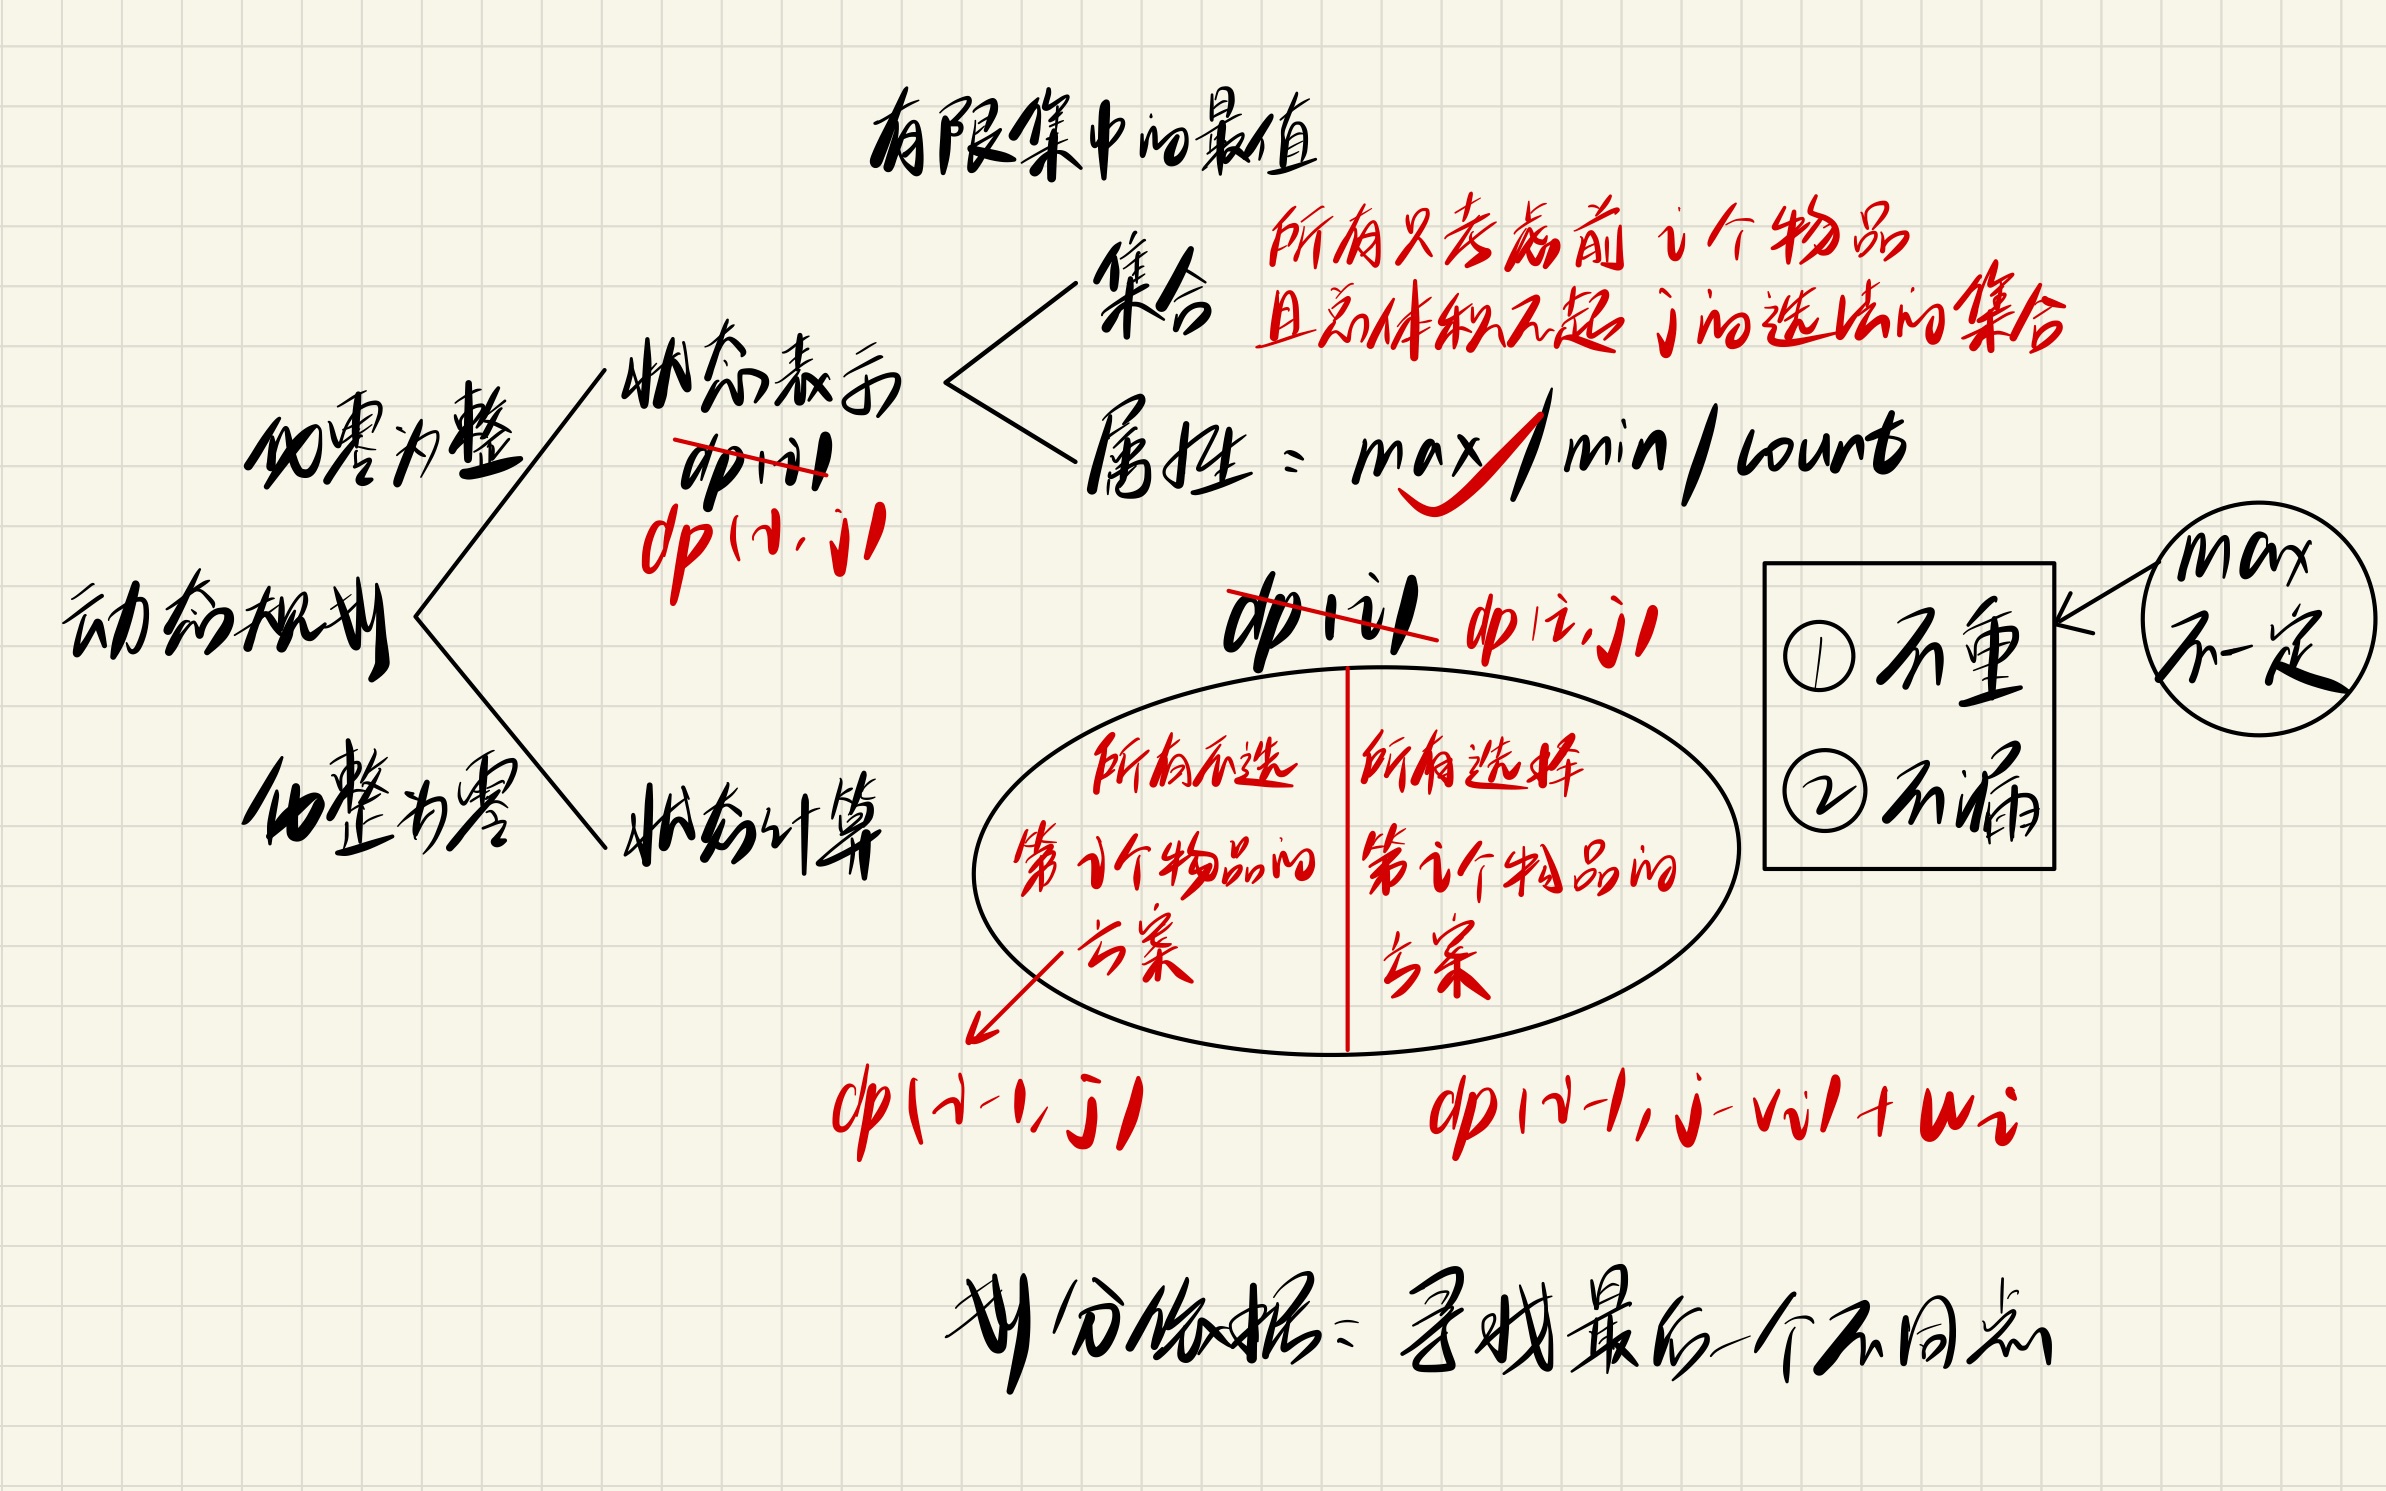 有限集中的最值
所有只考虑前 i 个物品
集合
且总体积不超 j 的选法的集合
化零为整
状态表示
dp(i)
dp(i, j)
属性: max / min / count
动态规划
dp(i)
dp(i, j)
① 不重
② 不漏
max
不一定
化整为零
状态计算
所有不选
第 i 个物品的
方案
所有选择
第 i 个物品的
方案
dp(i-1, j)
dp(i-1, j-vi)+wi
划分依据: 寻找最后一个不同点